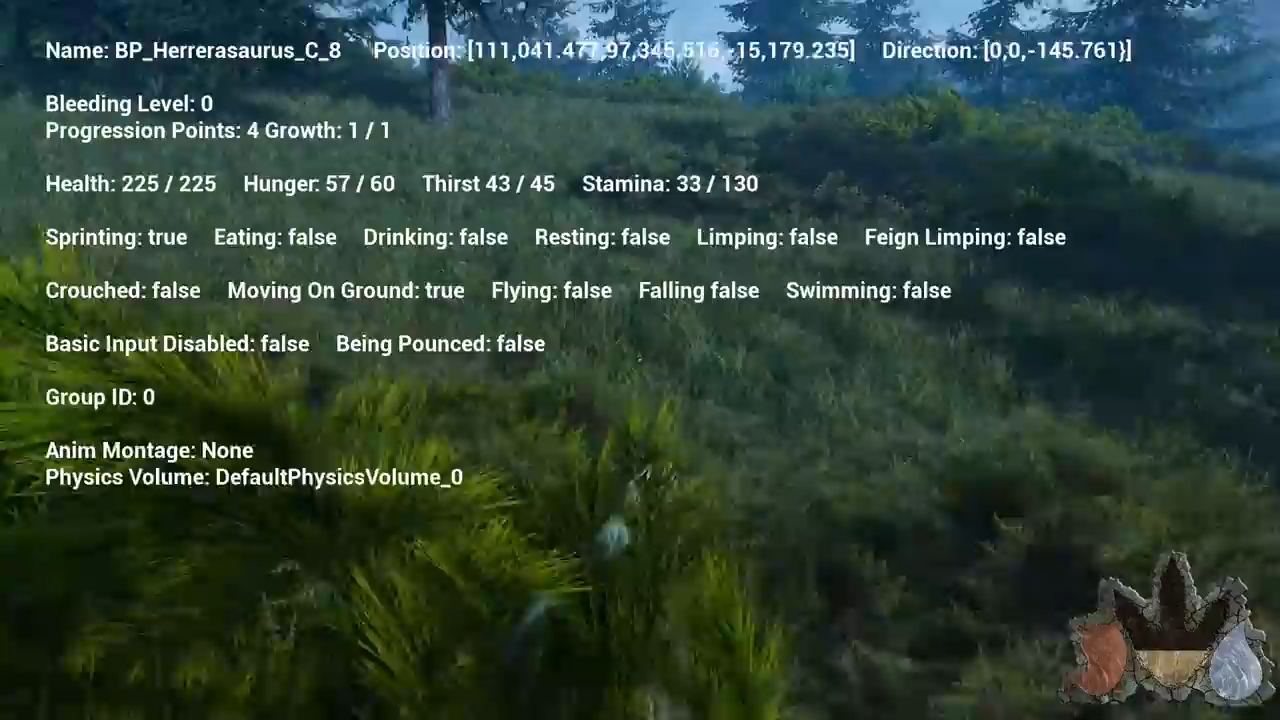 Name: BP_Herrerasaurus_C_8 Position: [111,041.477,97,345.516,-15,179.235] Direction: [0,0,-145.761}]
Bleeding Level: 0
Progression Points: 4 Growth: 1 / 1
Health: 225 / 225 Hunger: 57 / 60 Thirst 43 / 45 Stamina: 33 / 130
Sprinting: true Eating: false Drinking: false Resting: false Limping: false Feign Limping: false
Crouched: false Moving On Ground: true Flying: false Falling false Swimming: false
Basic Input Disabled: false Being Pounced: false
Group ID: 0
Anim Montage: None
Physics Volume: DefaultPhysicsVolume_0